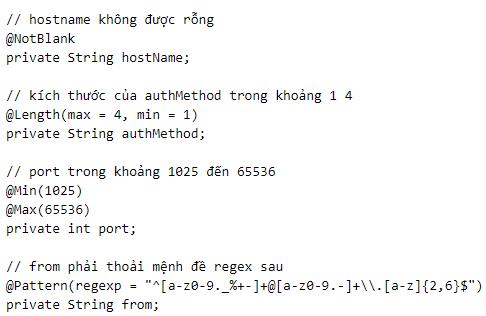 // hostname không được rỗng
@NotBlank
private String hostName;
// kích thước của authMethod trong khoảng 1 4
@Length(max = 4, min = 1)
private String authMethod;
// port trong khoảng 1025 đến 65536
@Min(1025)
@Max(65536)
private int port;
// from phải thoải mệnh đề regex sau
@Pattern(regexp = "^[a-z0-9._%+-]+@[a-z0-9.-]+\\.[a-z]{2,6}$")
private String from;